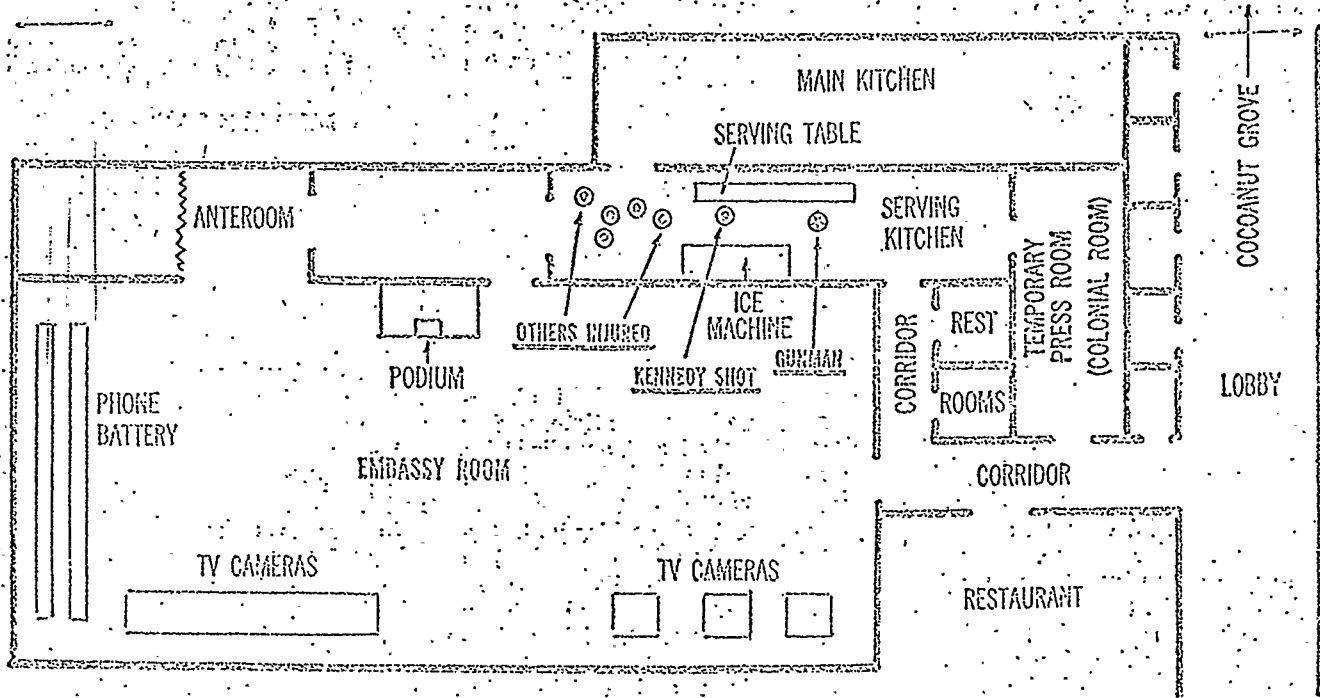 MAIN KITCHEN
SERVING TABLE
COCOANUT GROVE
ANTEROOM
SERVING
KITCHEN
TEMPORARY
PRESS ROOM
(COLONIAL ROOM)
OTHERS INJURED
ICE
MACHINE
REST
ROOMS
PODIUM
KENNEDY SHOT
GUNMAN
CORRIDOR
LOBBY
PHONE
BATTERY
EMBASSY ROOM
CORRIDOR
TV CAMERAS
TV CAMERAS
RESTAURANT